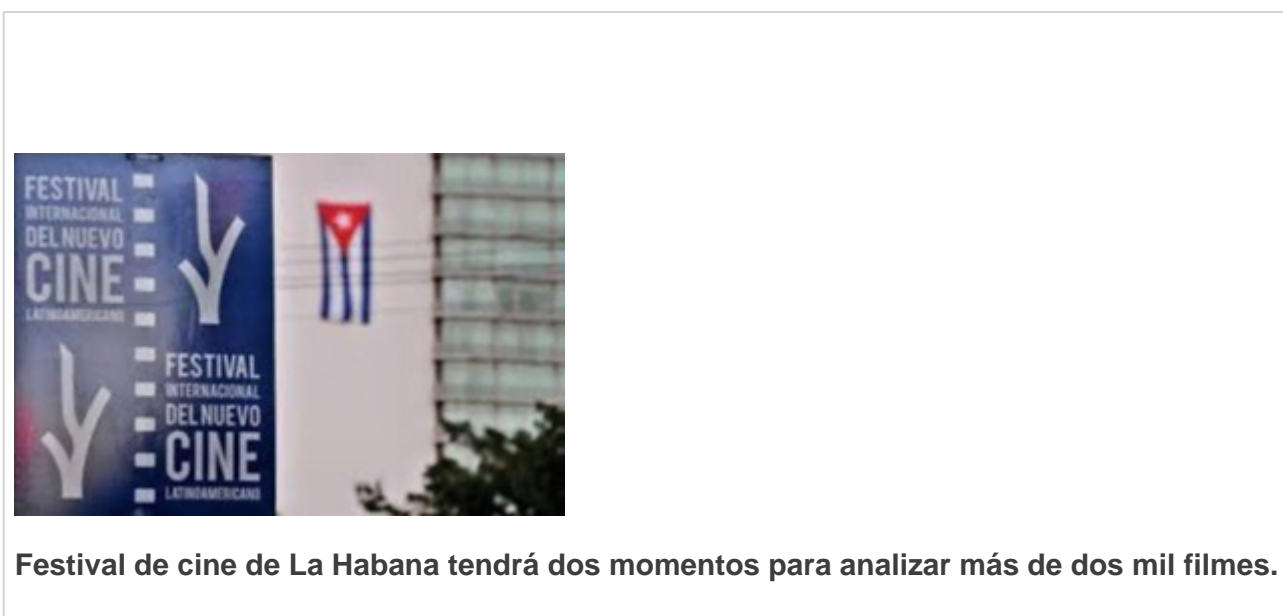 FESTIVAL
INTERNACIONAL
DEL NUEVO
CINE
LATINOAMERICANO
FESTIVAL
INTERNACIONAL
DEL NUEVO
CINE
LATINOAMERICANO
Festival de cine de La Habana tendrá dos momentos para analizar más de dos mil filmes.